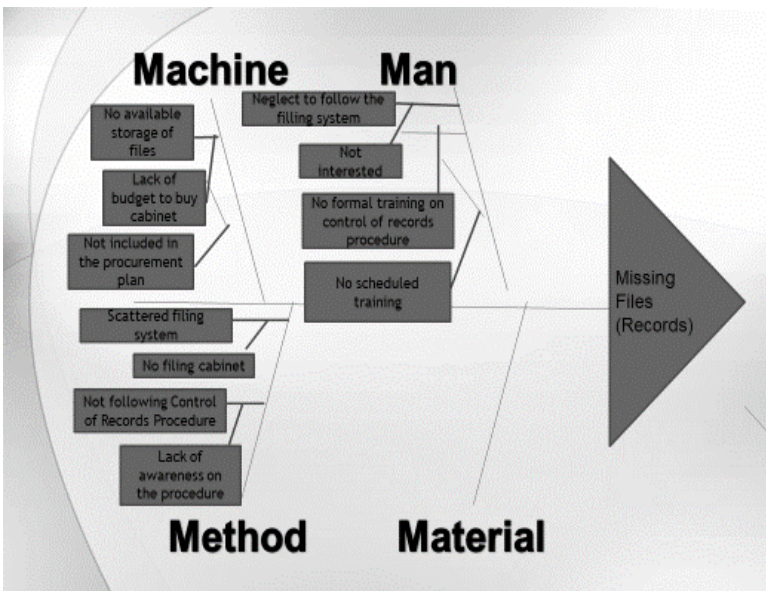 Machine
Man
No available
storage of
files
Lack of
budget to buy
cabinet
Not included in
the procurement
plan
Neglect to follow the
filling system
Not
interested
No formal training on
control of records
procedure
No scheduled
training
Missing
Files
(Records)
Scattered filing
system
No filing cabinet
Not following Control
of Records Procedure
Lack of
awareness on
the procedure
Method
Material